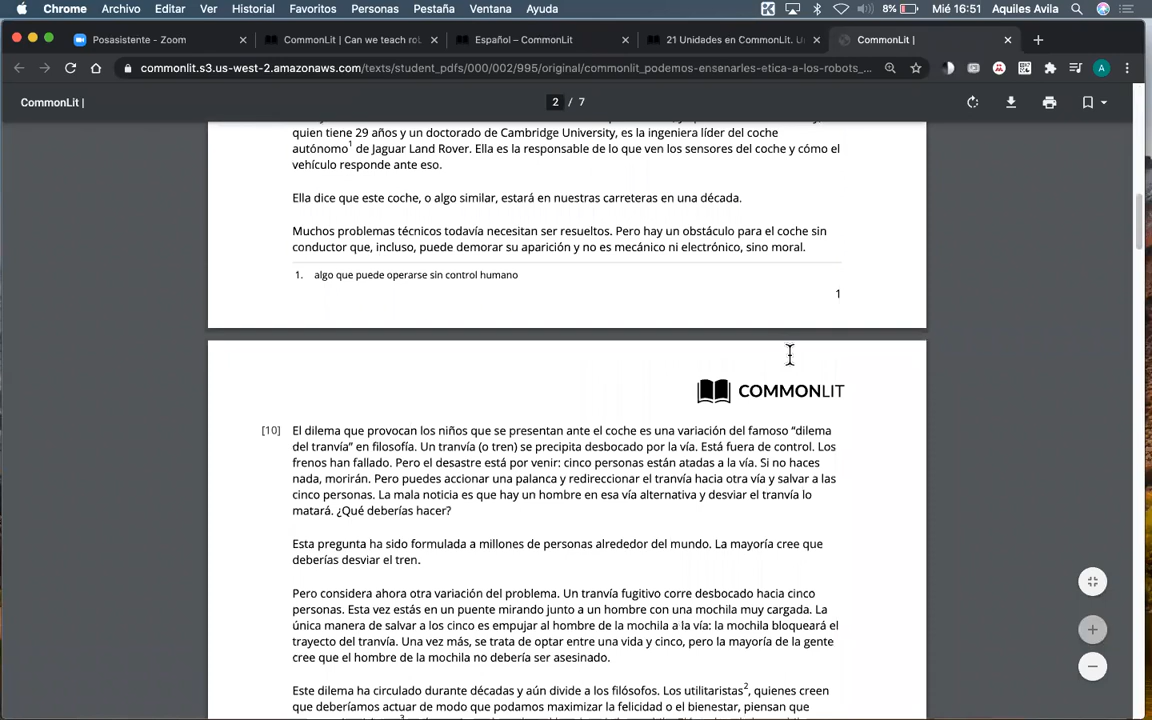 Chrome Archivo Editar Ver Historial Favoritos Personas Pestaña Ventana Ayuda 8% Mié 16:51 Aquiles Avila
Posasistente - Zoom CommonLit | Can we teach ro Español – CommonLit 21 Unidades en CommonLit. CommonLit |
commonlit.s3.us-west-2.amazonaws.com/texts/student_pdfs/000/002/995/original/commonlit_podemos-ensenarles-etica-a-los-robots_... A
CommonLit | 2 / 7
quien tiene 29 años y un doctorado de Cambridge University, es la ingeniera líder del coche
autónomo1 de Jaguar Land Rover. Ella es la responsable de lo que ven los sensores del coche y cómo el
vehículo responde ante eso.
Ella dice que este coche, o algo similar, estará en nuestras carreteras en una década.
Muchos problemas técnicos todavía necesitan ser resueltos. Pero hay un obstáculo para el coche sin
conductor que, incluso, puede demorar su aparición y no es mecánico ni electrónico, sino moral.
1. algo que puede operarse sin control humano
1
COMMONLIT
[10] El dilema que provocan los niños que se presentan ante el coche es una variación del famoso “dilema
del tranvía” en filosofía. Un tranvía (o tren) se precipita desbocado por la vía. Está fuera de control. Los
frenos han fallado. Pero el desastre está por venir: cinco personas están atadas a la vía. Si no haces
nada, morirán. Pero puedes accionar una palanca y redireccionar el tranvía hacia otra vía y salvar a las
cinco personas. La mala noticia es que hay un hombre en esa vía alternativa y desviar el tranvía lo
matará. ¿Qué deberías hacer?
Esta pregunta ha sido formulada a millones de personas alrededor del mundo. La mayoría cree que
deberías desviar el tren.
Pero considera ahora otra variación del problema. Un tranvía fugitivo corre desbocado hacia cinco
personas. Esta vez estás en un puente mirando junto a un hombre con una mochila muy cargada. La
única manera de salvar a los cinco es empujar al hombre de la mochila a la vía: la mochila bloqueará el
trayecto del tranvía. Una vez más, se trata de optar entre una vida y cinco, pero la mayoría de la gente
cree que el hombre de la mochila no debería ser asesinado.
Este dilema ha circulado durante décadas y aún divide a los filósofos. Los utilitaristas2, quienes creen
que deberíamos actuar de modo que podamos maximizar la felicidad o el bienestar, piensan que